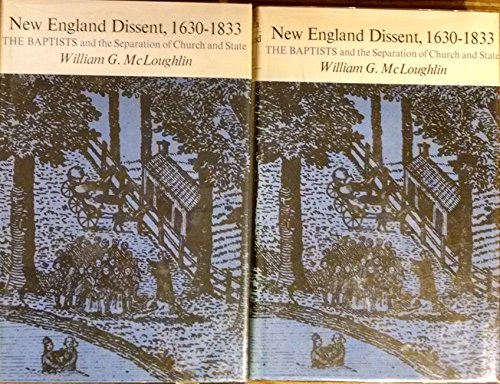 New England Dissent, 1630-1833
THE BAPTISTS and the Separation of Church and State
William G. McLoughlin
New England Dissent, 1630-1833
THE BAPTISTS and the Separation of Church and State
William G. McLoughlin